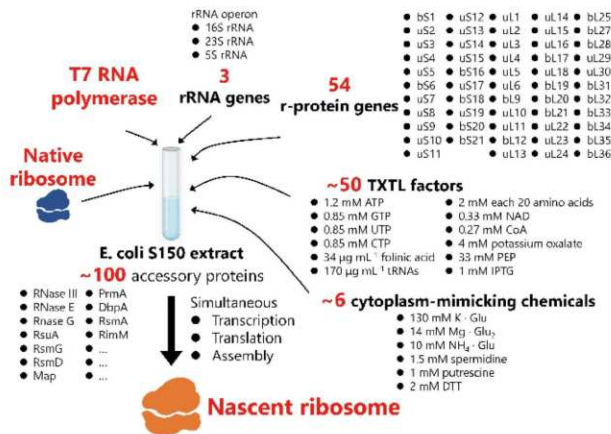 rRNA operon
● 16S rRNA
● 23S rRNA
● 5S rRNA
T7 RNA
polymerase
3
rRNA genes
54
r-protein genes
● bS1
● uS2
● uS3
● uS4
● uS5
● bS6
● uS7
● uS8
● uS9
● uS10
● uS11
● uS12
● uS13
● uS14
● uS15
● bS16
● uS17
● bS18
● uS19
● bS20
● bS21
● uL1
● uL2
● uL3
● uL4
● uL5
● uL6
● bL9
● uL10
● uL11
● bL12
● uL13
● uL14
● uL15
● uL16
● bL17
● uL18
● bL19
● bL20
● bL21
● uL22
● uL23
● uL24
● bL25
● bL27
● bL28
● uL29
● uL30
● bL31
● bL32
● bL33
● bL34
● bL35
● bL36
Native
ribosome
~50 TXTL factors
● 1.2 mM ATP
● 0.85 mM GTP
● 0.85 mM UTP
● 0.85 mM CTP
● 34 μg mL⁻¹ folinic acid
● 170 μg mL⁻¹ tRNAs
● 2 mM each 20 amino acids
● 0.33 mM NAD
● 0.27 mM CoA
● 4 mM potassium oxalate
● 33 mM PEP
● 1 mM IPTG
E. coli S150 extract
~100 accessory proteins
● RNase III
● RNase E
● Rnase G
● RsuA
● RsmG
● RsmD
● Map
● PrmA
● DbpA
● RsmA
● RimM
● ...
● ...
● ...
Simultaneous
● Transcription
● Translation
● Assembly
~6 cytoplasm-mimicking chemicals
● 130 mM K · Glu
● 14 mM Mg · Glu₂
● 10 mM NH₄ · Glu
● 1.5 mM spermidine
● 1 mM putrescine
● 2 mM DTT
Nascent ribosome